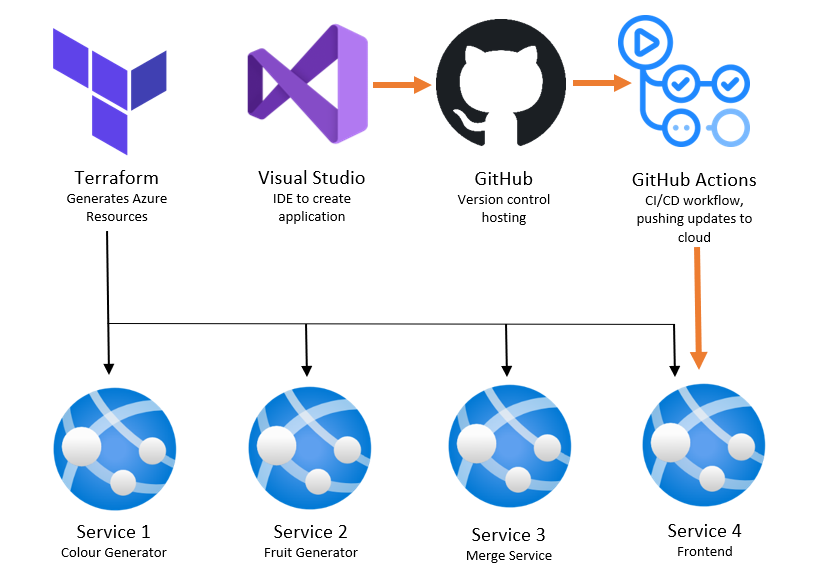 Terraform
Generates Azure
Resources
Visual Studio
IDE to create
application
GitHub
Version control
hosting
GitHub Actions
CI/CD workflow,
pushing updates to
cloud
Service 1
Colour Generator
Service 2
Fruit Generator
Service 3
Merge Service
Service 4
Frontend